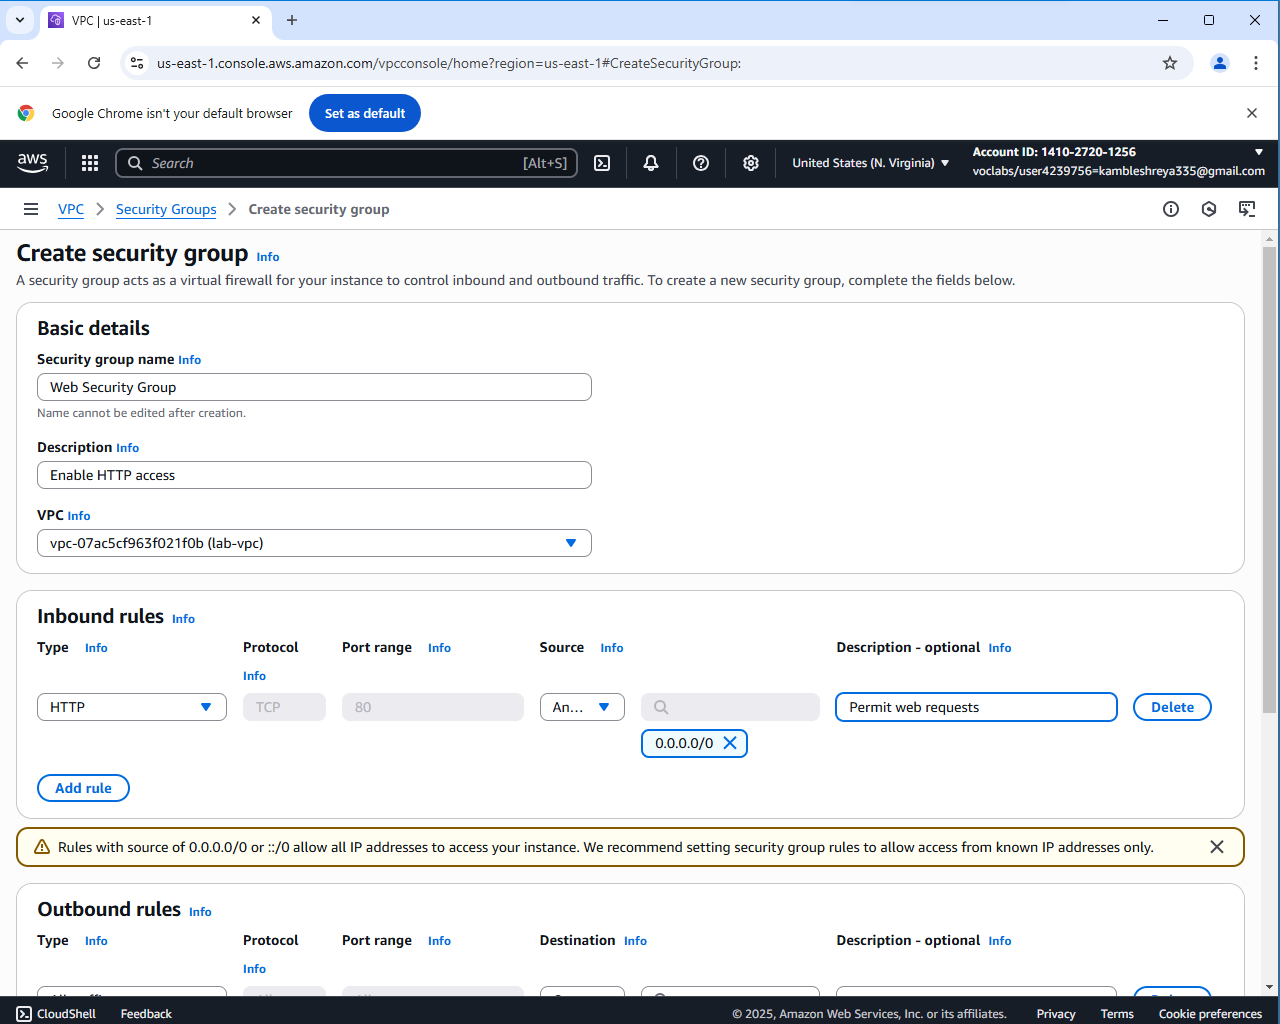 VPC | us-east-1
us-east-1.console.aws.amazon.com/vpcconsole/home?region=us-east-1#CreateSecurityGroup:
Google Chrome isn't your default browser
Set as default
aws
Search
[Alt+S]
United States (N. Virginia)
Account ID: 1410-2720-1256
voclabs/user4239756=kambleshreya335@gmail.com
VPC > Security Groups > Create security group
Create security group Info
A security group acts as a virtual firewall for your instance to control inbound and outbound traffic. To create a new security group, complete the fields below.
Basic details
Security group name Info
Web Security Group
Name cannot be edited after creation.
Description Info
Enable HTTP access
VPC Info
vpc-07ac5cf963f021f0b (lab-vpc)
Inbound rules Info
Type Info Protocol Info Port range Info Source Info Description - optional Info
HTTP TCP 80 An... Permit web requests Delete
0.0.0.0/0
Add rule
Rules with source of 0.0.0.0/0 or ::/0 allow all IP addresses to access your instance. We recommend setting security group rules to allow access from known IP addresses only.
Outbound rules Info
Type Info Protocol Info Port range Info Destination Info Description - optional Info
CloudShell Feedback © 2025, Amazon Web Services, Inc. or its affiliates. Privacy Terms Cookie preferences